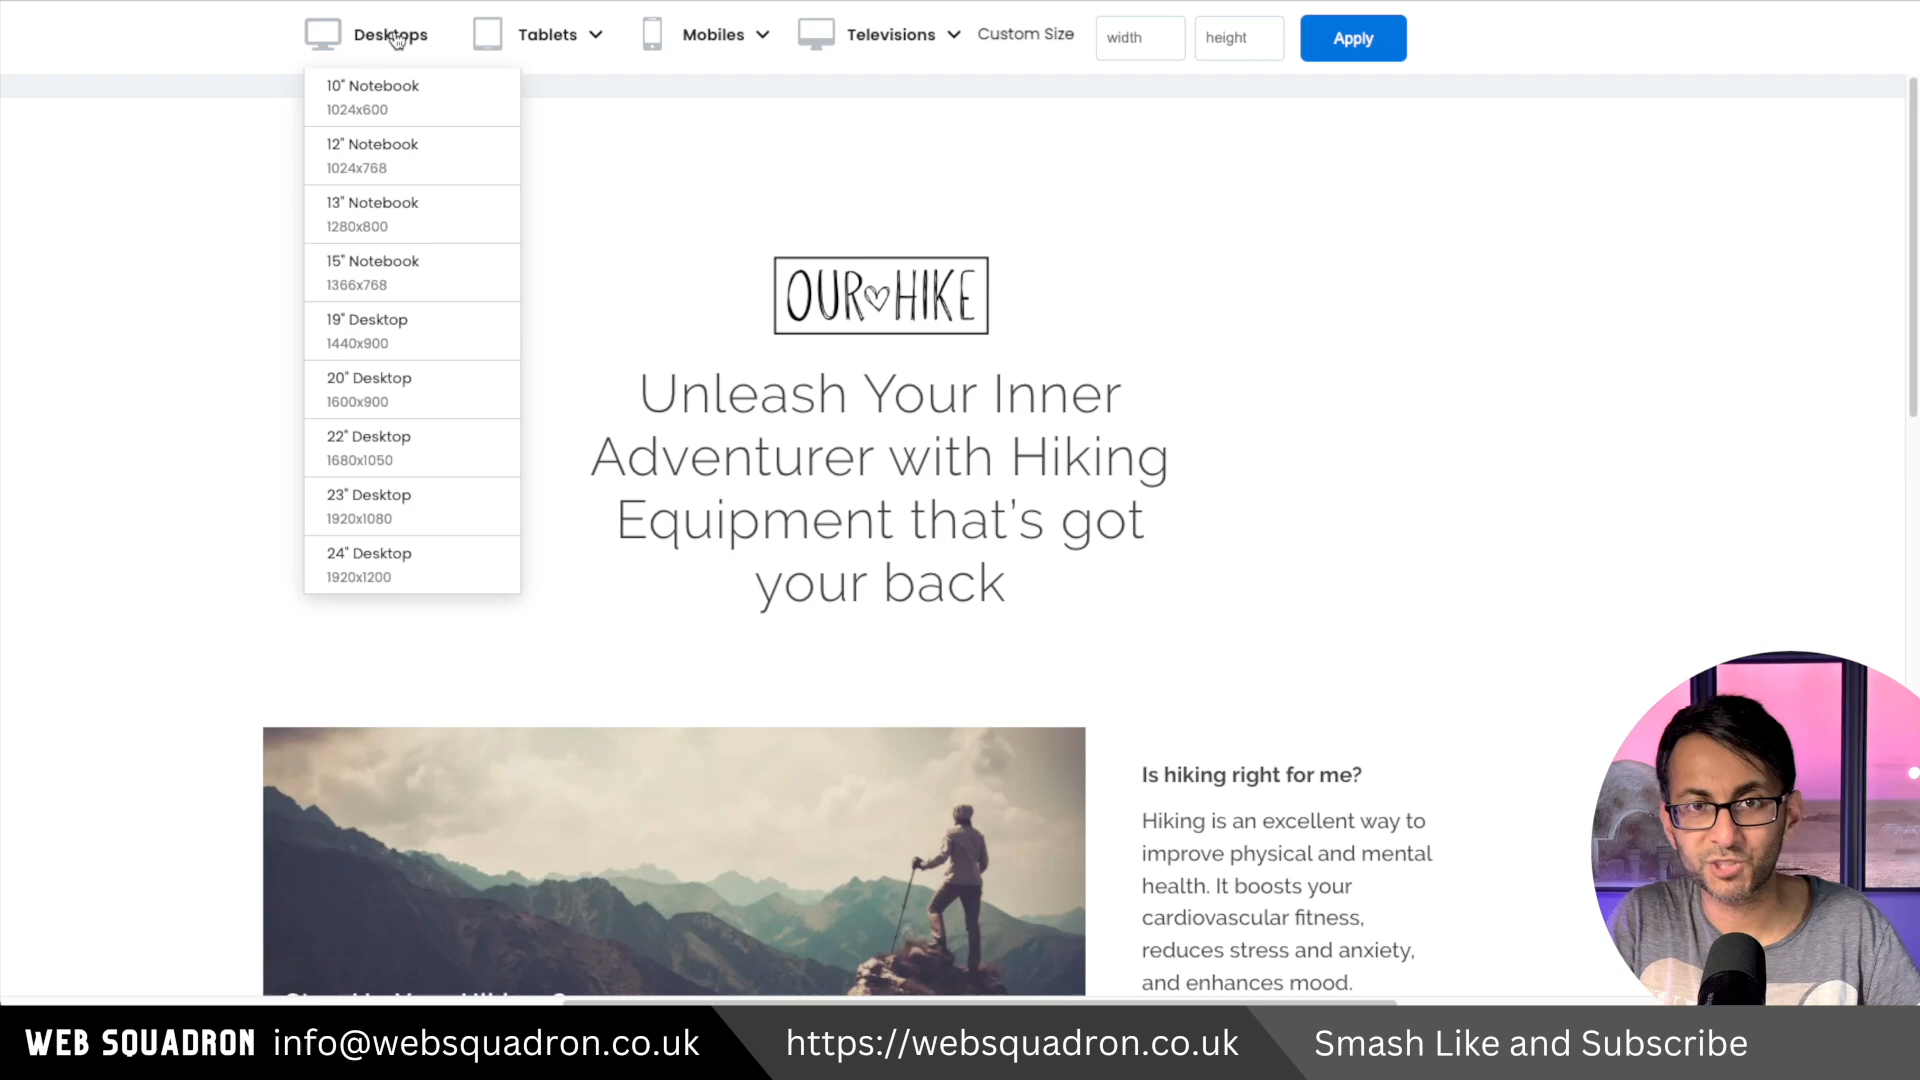 Desktops
Tablets
Mobiles
Televisions
Custom Size
width
height
Apply
10" Notebook
1024x600
12" Notebook
1024x768
13" Notebook
1280x800
15" Notebook
1366x768
19" Desktop
1440x900
20" Desktop
1600x900
22" Desktop
1680x1050
23" Desktop
1920x1080
24" Desktop
1920x1200
OUR♡HIKE
Unleash Your Inner
Adventurer with Hiking
Equipment that's got
your back
Is hiking right for me?
Hiking is an excellent way to
improve physical and mental
health. It boosts your
cardiovascular fitness,
reduces stress and anxiety,
and enhances mood.
WEB SQUADRON info@websquadron.co.uk
https://websquadron.co.uk
Smash Like and Subscribe